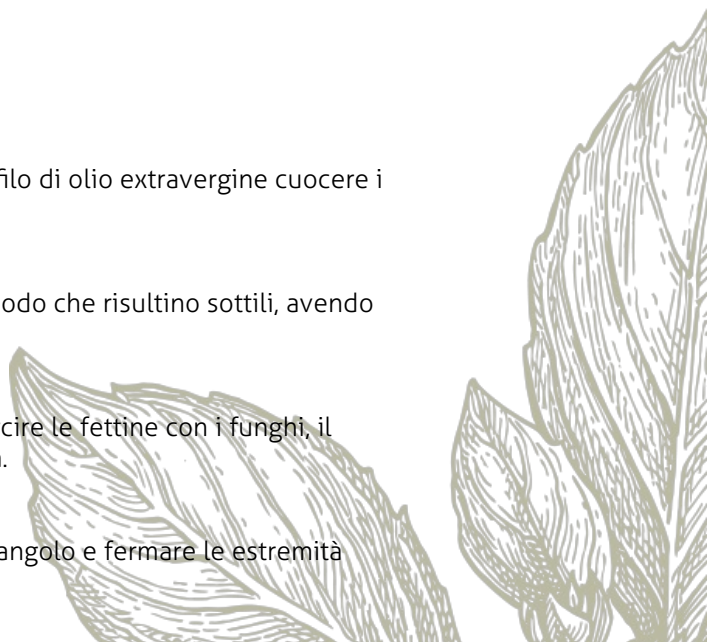 filo di olio extravergine cuocere i
odo che risultino sottili, avendo
cire le fettine con i funghi, il
.
angolo e fermare le estremità